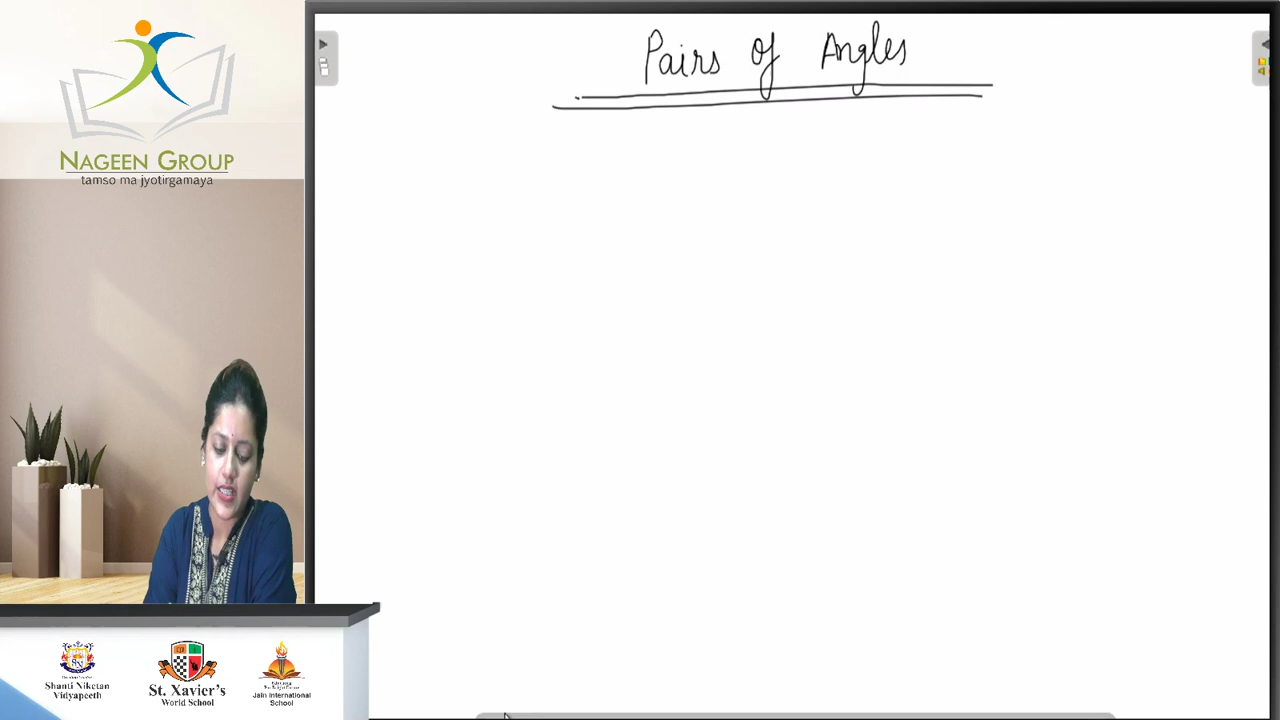 Pairs of Angles
NAGEEN GROUP
tamso ma jyotirgamaya
Shanti Niketan
Vidyapeeth
St. Xavier's
World School
Jain International
School